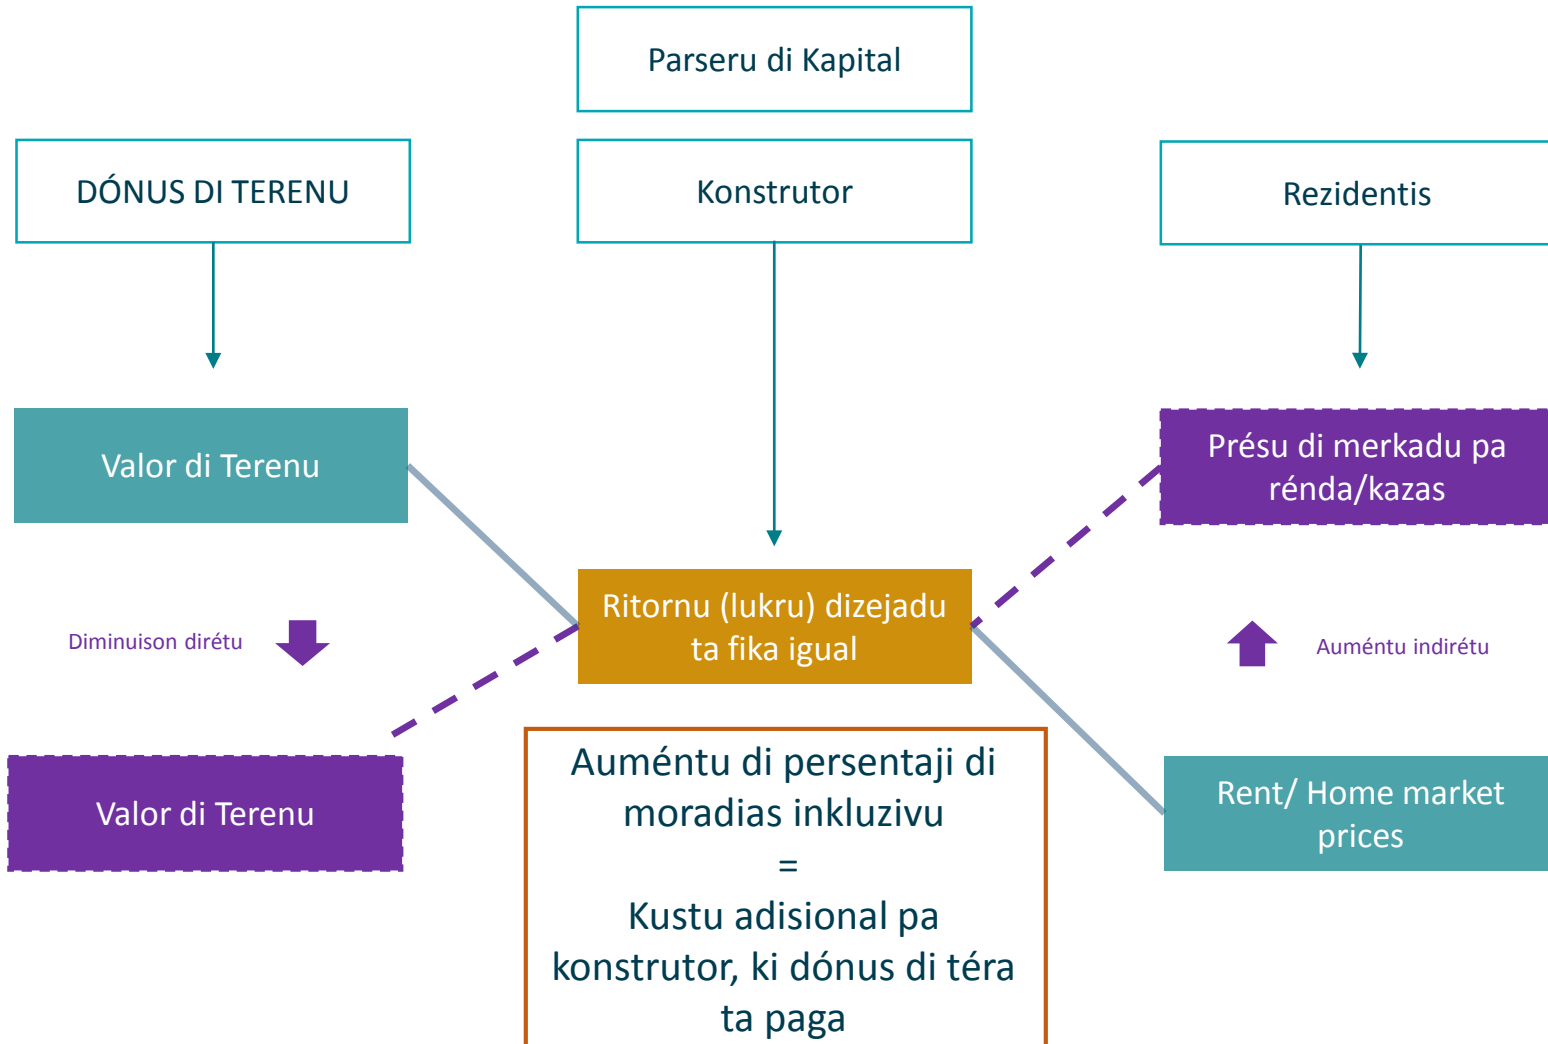 Parseru di Kapital
DÓNUS DI TERENU
Konstrutor
Rezidentis
Valor di Terenu
Présu di merkadu pa
rénda/kazas
Ritornu (lukru) dizejadu
ta fika igual
Diminuison dirétu
Auméntu indirétu
Valor di Terenu
Auméntu di persentaji di
moradias inkluzivu
=
Kustu adisional pa
konstrutor, ki dónus di téra
ta paga
Rent/ Home market
prices